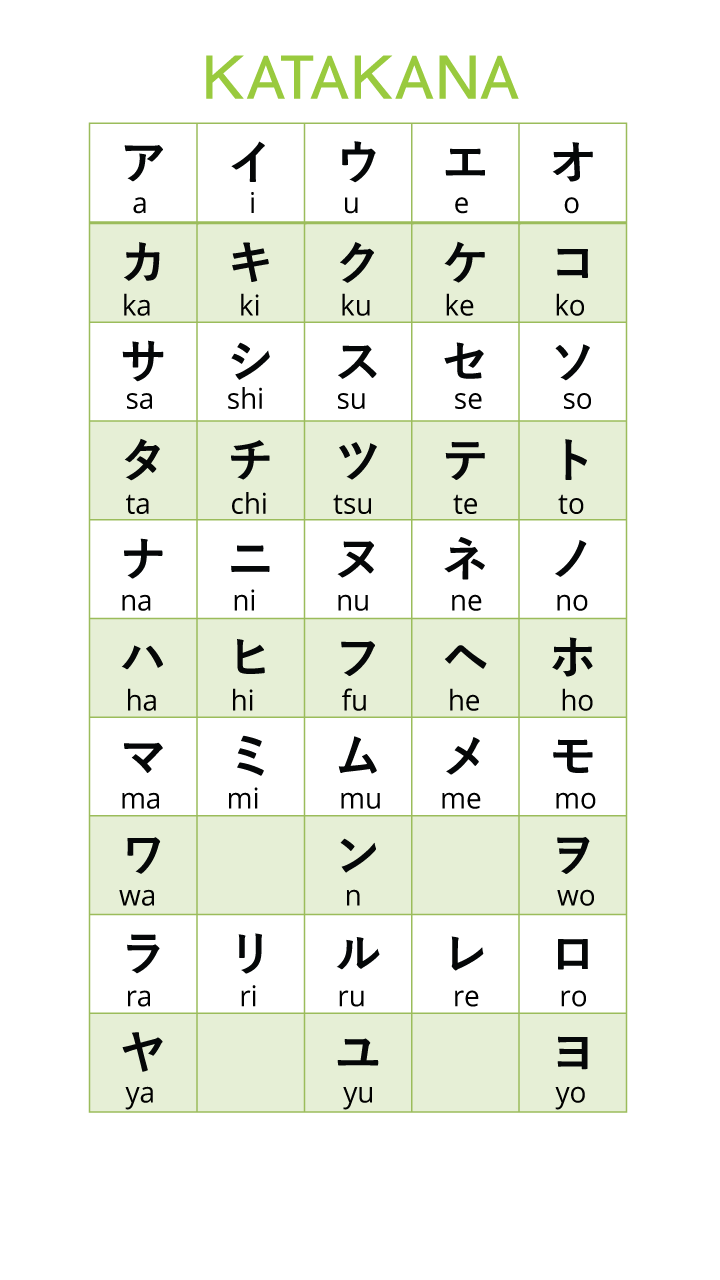 KATAKANA
ア イ ウ エ オ
a i u e o
カ キ ク ケ コ
ka ki ku ke ko
サ シ ス セ ソ
sa shi su se so
タ チ ツ テ ト
ta chi tsu te to
ナ ニ ヌ ネ ノ
na ni nu ne no
ハ ヒ フ ヘ ホ
ha hi fu he ho
マ ミ ム メ モ
ma mi mu me mo
ワ ン ヲ
wa n wo
ラ リ ル レ ロ
ra ri ru re ro
ヤ ユ ヨ
ya yu yo